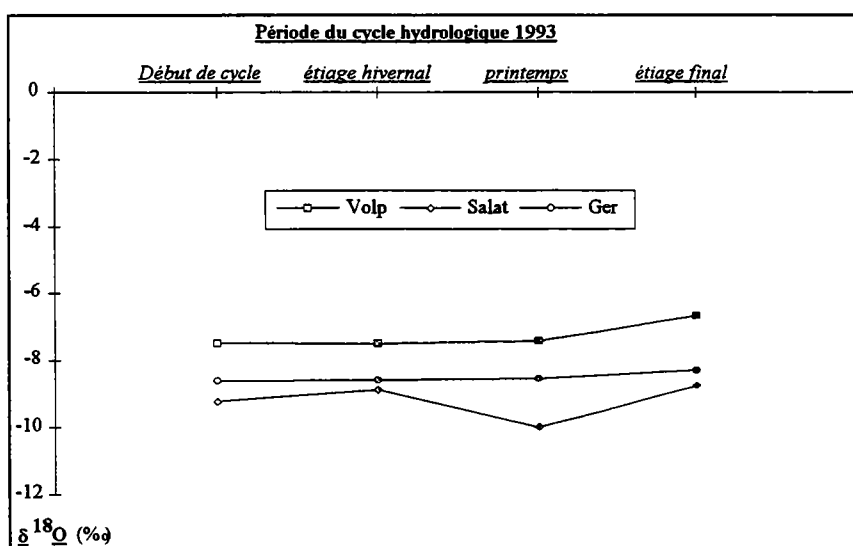 Période du cycle hydrologique 1993
Début de cycle étiage hivernal printemps étiage final
0
-2
Volp Salat Ger
-4
-6
-8
-10
-12
δ 18O (‰)